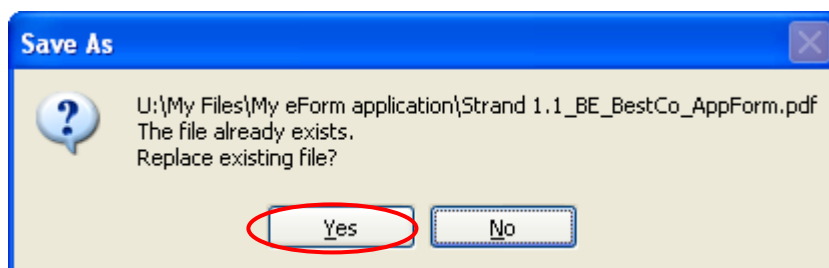 Save As
U:\My Files\My eForm application\Strand 1.1_BE_BestCo_AppForm.pdf
The file already exists.
Replace existing file?
Yes No